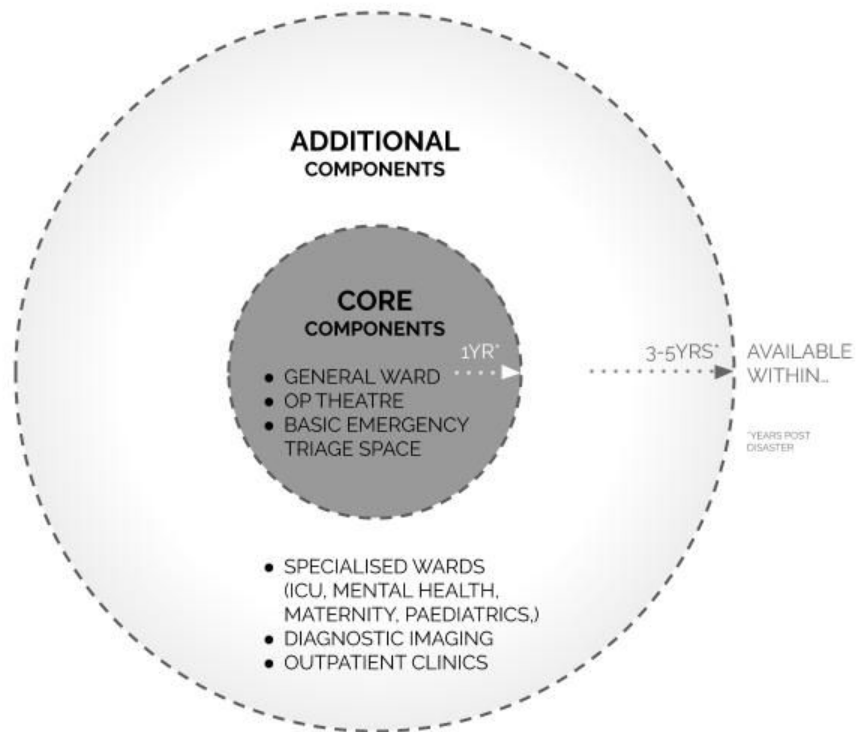 ADDITIONAL
COMPONENTS
CORE
COMPONENTS
1YR*
3-5YRS*
AVAILABLE
WITHIN...
● GENERAL WARD
● OP THEATRE
● BASIC EMERGENCY
TRIAGE SPACE
*YEARS POST
DISASTER
● SPECIALISED WARDS
(ICU, MENTAL HEALTH,
MATERNITY, PAEDIATRICS,)
● DIAGNOSTIC IMAGING
● OUTPATIENT CLINICS